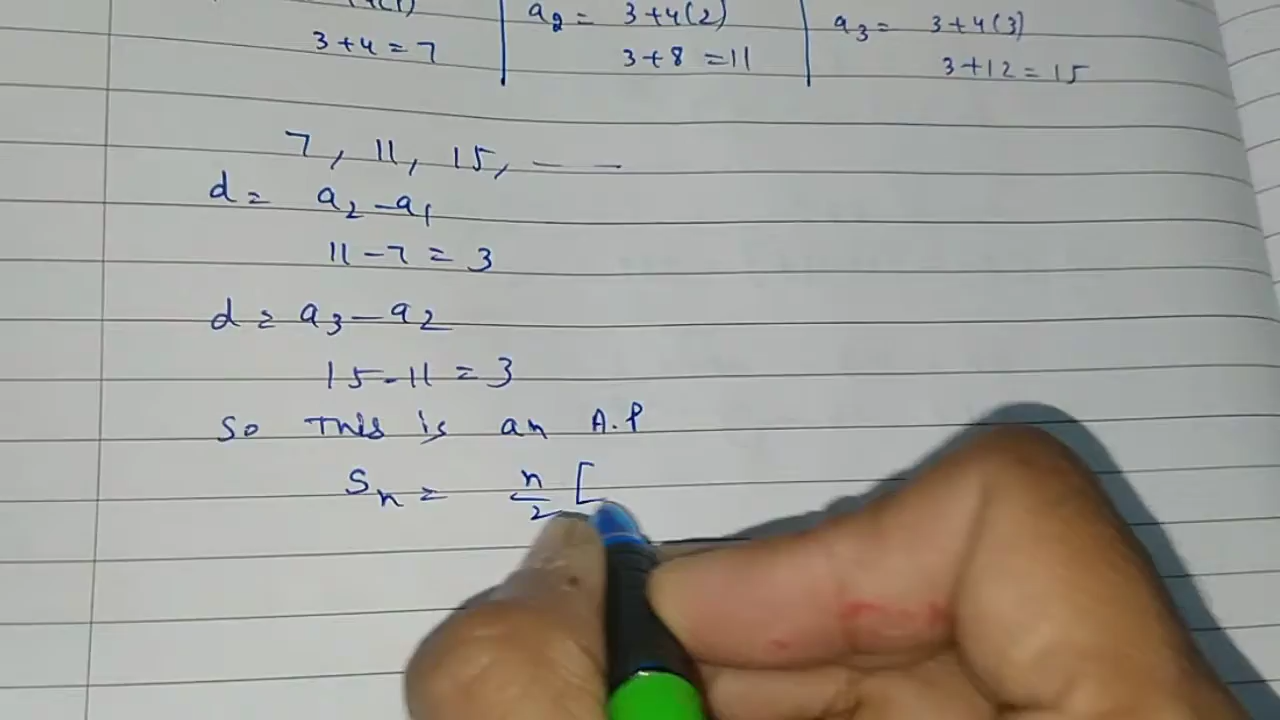 a2 = 3+4(2) a3 = 3+4(3)
3+4=7 3+8 =11 3+12=15
7, 11, 15, — —
d = a2-a1
11-7 = 3
d = a3-a2
15-11 = 3
So This is an A.P
Sn = n/2 [